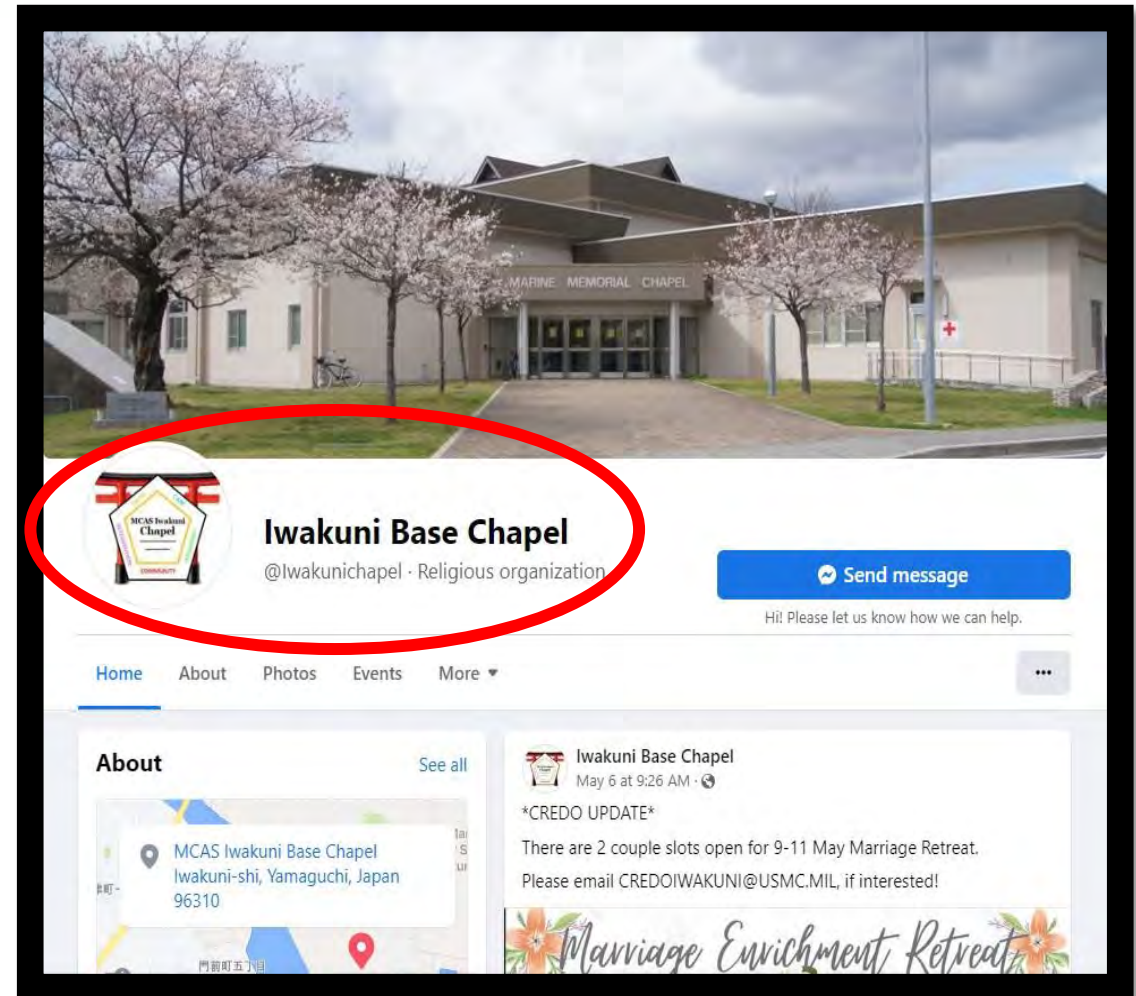 MARINE MEMORIAL CHAPEL
MCAS Iwakuni
Chapel
COMMUNITY
Iwakuni Base Chapel
@Iwakunichapel · Religious organization
Send message
Hi! Please let us know how we can help.
Home About Photos Events More
About See all
MCAS Iwakuni Base Chapel
Iwakuni-shi, Yamaguchi, Japan
96310
門前町五丁目
Iwakuni Base Chapel
May 6 at 9:26 AM ·
*CREDO UPDATE*
There are 2 couple slots open for 9-11 May Marriage Retreat.
Please email CREDOIWAKUNI@USMC.MIL, if interested!
Marriage Enrichment Retreat